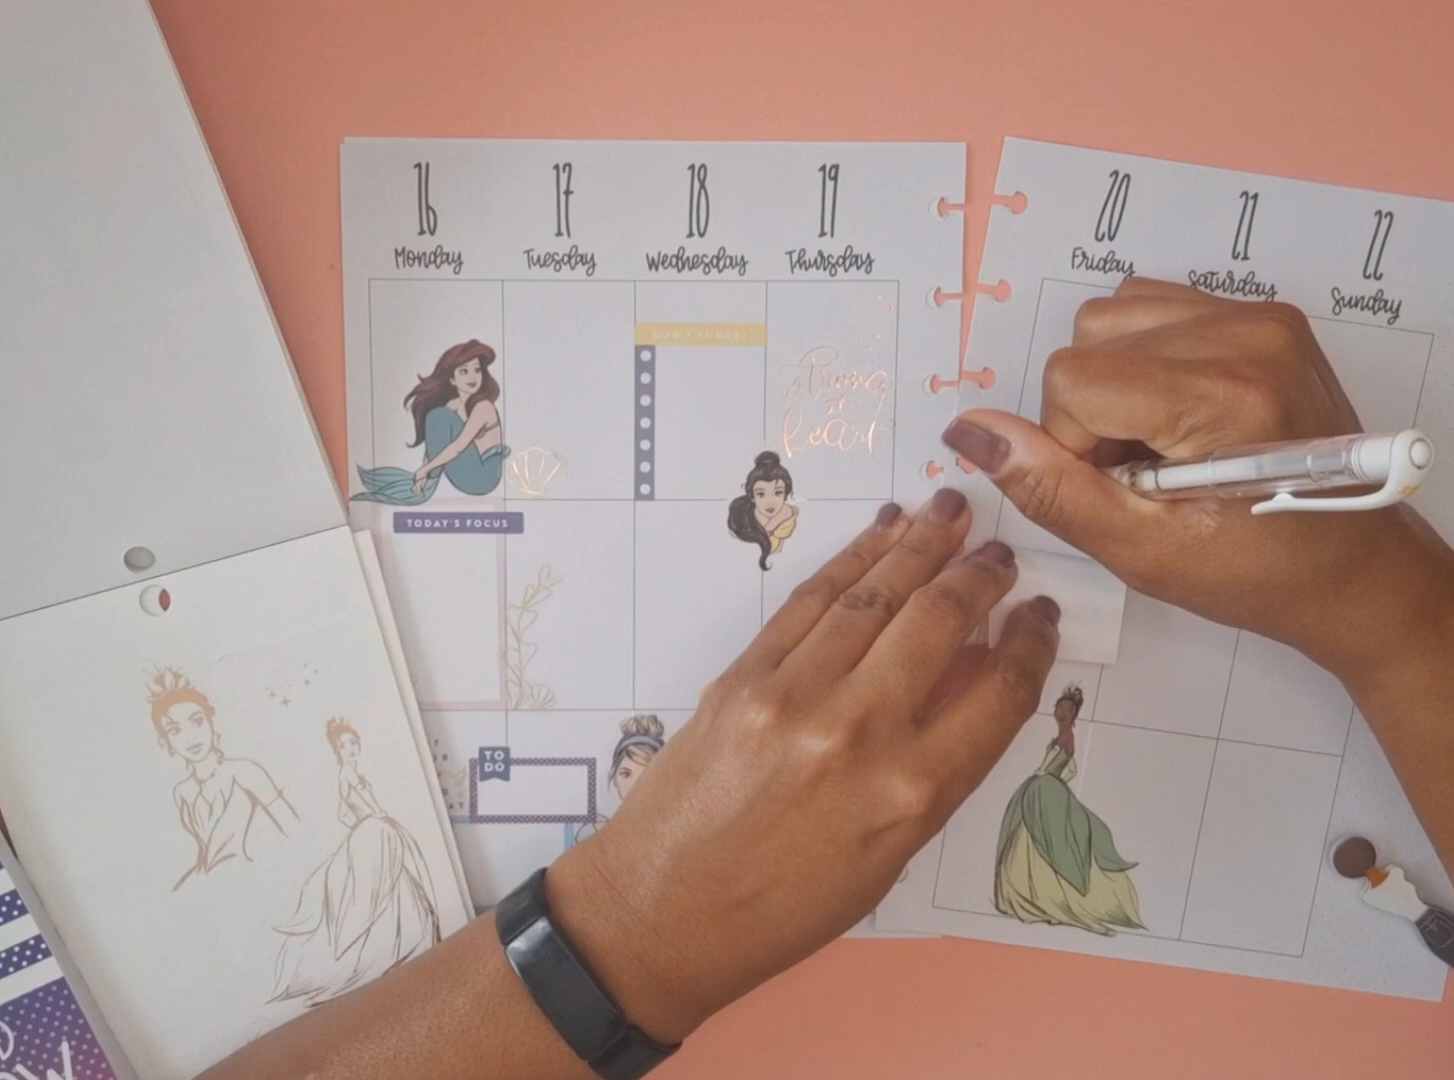 16 17 18 19
Monday Tuesday Wednesday Thursday
20 21 22
Friday Saturday Sunday
DON'T FORGET
strong
at
heart
TODAY'S FOCUS
TO
DO